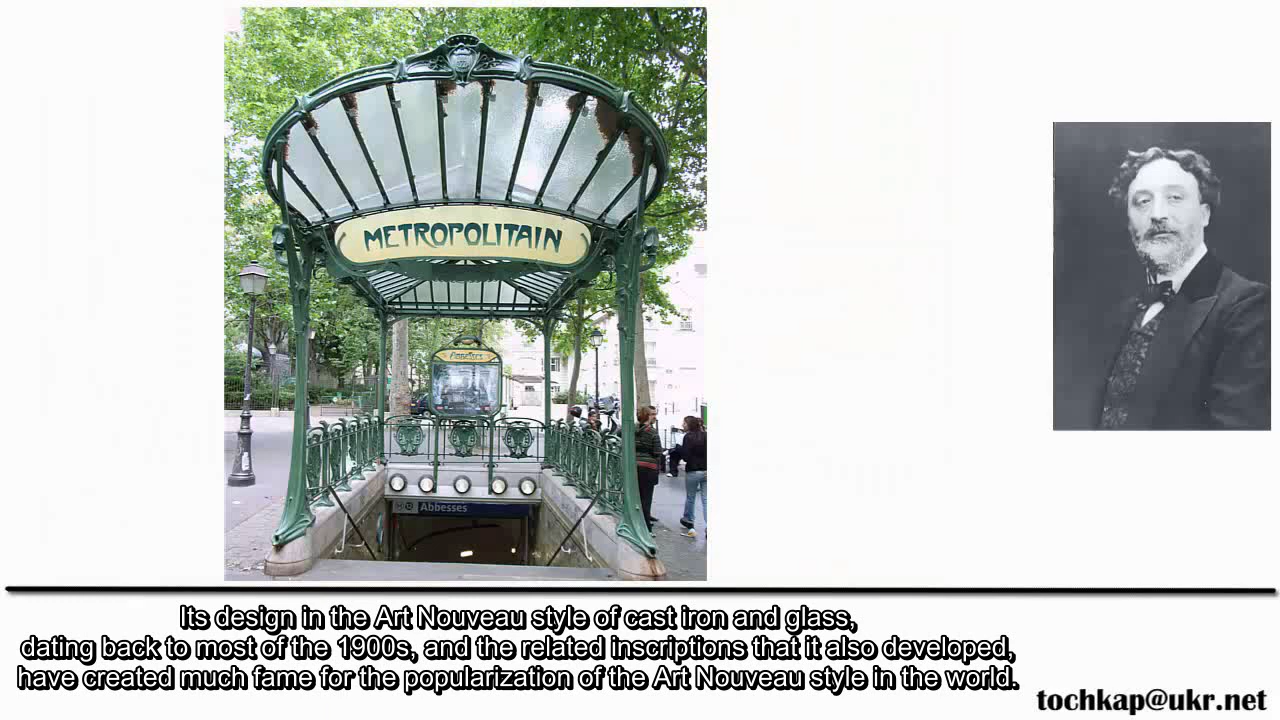 METROPOLITAIN
ABBESSES
Abbesses
Its design in the Art Nouveau style of cast iron and glass,
dating back to most of the 1900s, and the related inscriptions that it also developed,
have created much fame for the popularization of the Art Nouveau style in the world.
tochkap@ukr.net